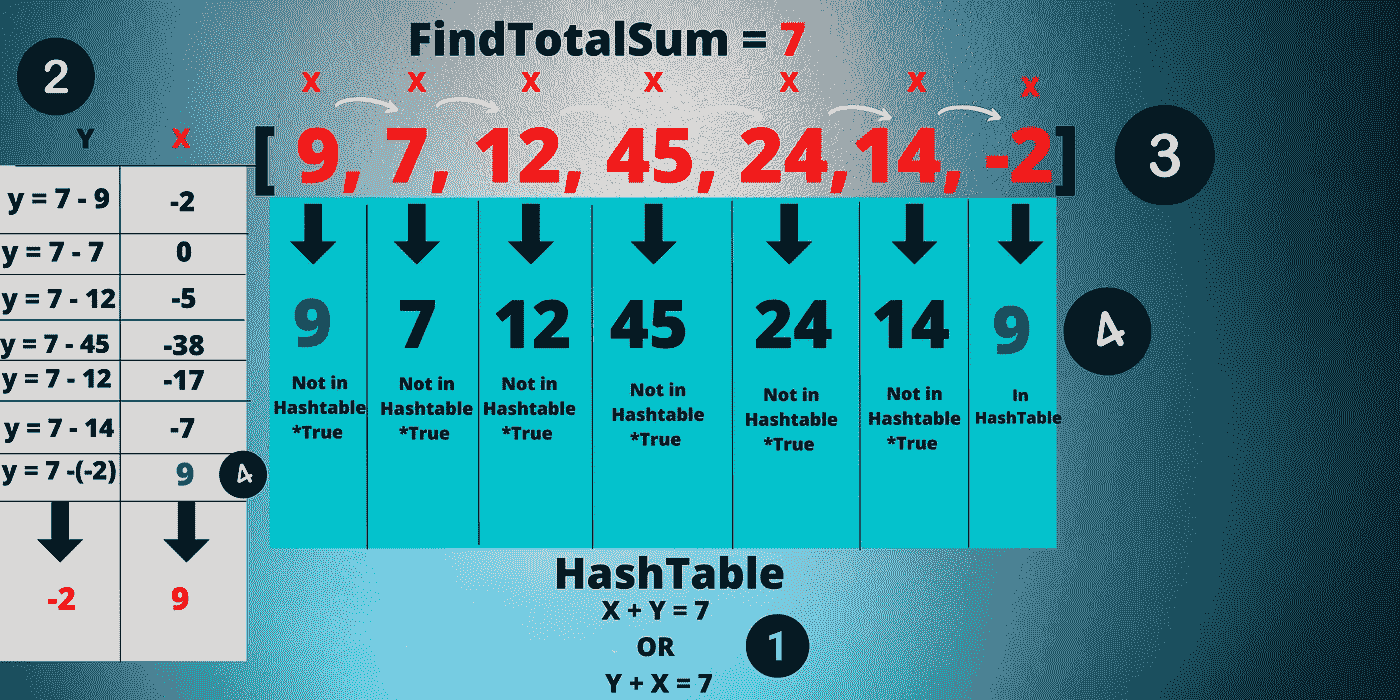 FindTotalSum = 7
2
X X X X X X X
Y X
[ 9, 7, 12, 45, 24, 14, -2]
3
y = 7 - 9 -2
y = 7 - 7 0
y = 7 - 12 -5
y = 7 - 45 -38
y = 7 - 12 -17
y = 7 - 14 -7
y = 7 -(-2) 9
4
-2 9
9 7 12 45 24 14 9
4
Not in
Hashtable
*True
Not in
Hashtable
*True
Not in
Hashtable
*True
Not in
Hashtable
*True
Not in
Hashtable
*True
Not in
Hashtable
*True
In
HashTable
HashTable
X + Y = 7
OR
Y + X = 7
1